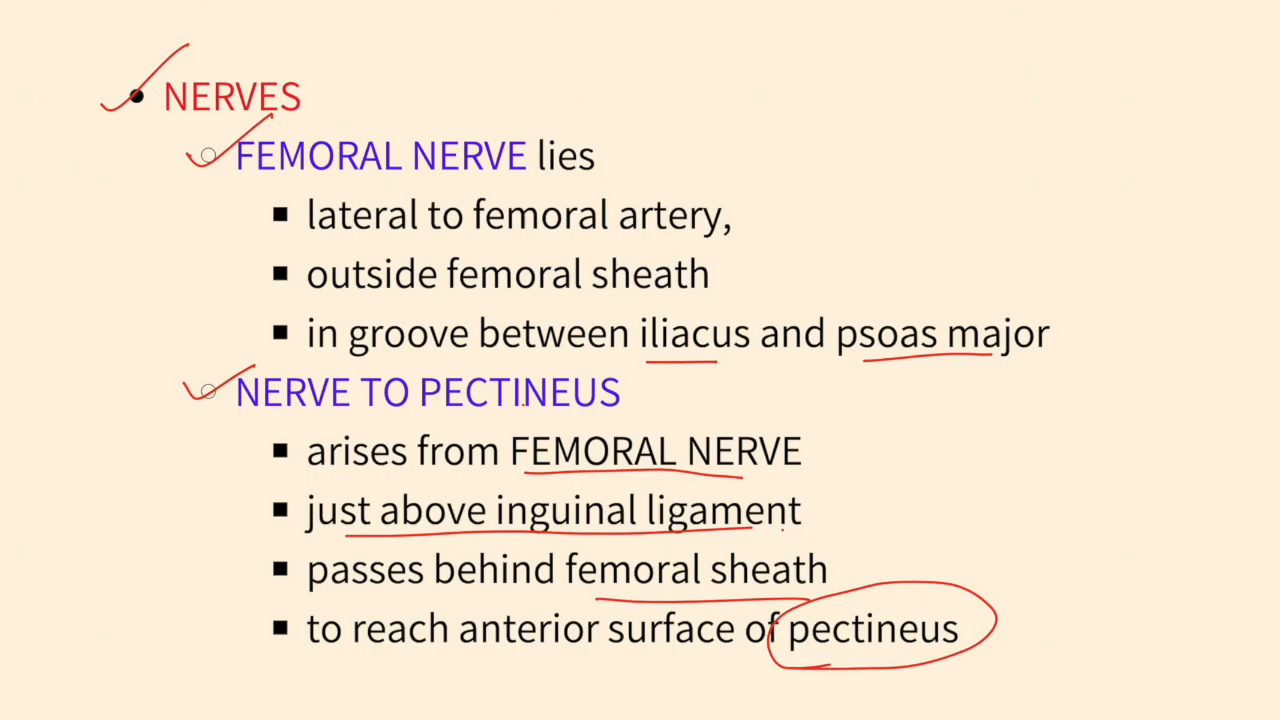 NERVES
FEMORAL NERVE lies
lateral to femoral artery,
outside femoral sheath
in groove between iliacus and psoas major
NERVE TO PECTINEUS
arises from FEMORAL NERVE
just above inguinal ligament
passes behind femoral sheath
to reach anterior surface of pectineus